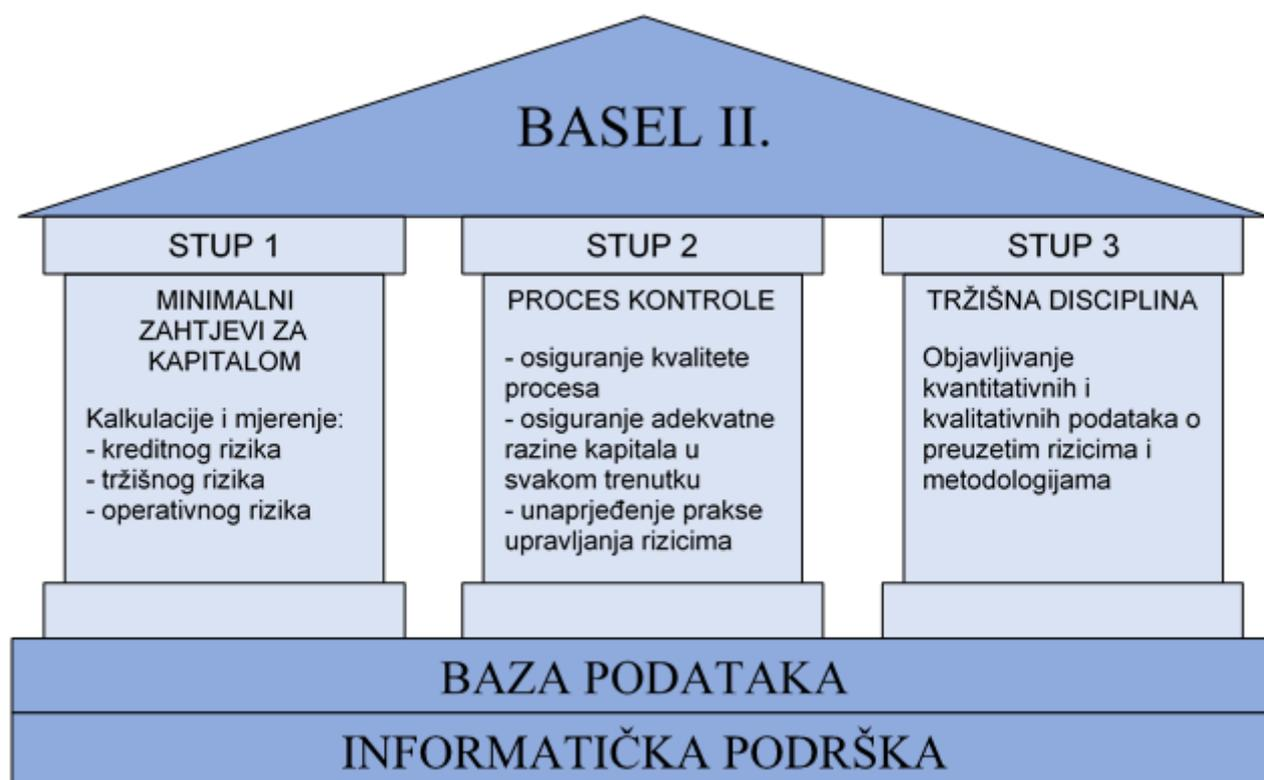 BASEL II.
STUP 1
MINIMALNI
ZAHTJEVI ZA
KAPITALOM
Kalkulacije i mjerenje:
- kreditnog rizika
- tržišnog rizika
- operativnog rizika
STUP 2
PROCES KONTROLE
- osiguranje kvalitete
procesa
- osiguranje adekvatne
razine kapitala u
svakom trenutku
- unaprjeđenje prakse
upravljanja rizicima
STUP 3
TRŽIŠNA DISCIPLINA
Objavljivanje
kvantitativnih i
kvalitativnih podataka o
preuzetim rizicima i
metodologijama
BAZA PODATAKA
INFORMATIČKA PODRŠKA